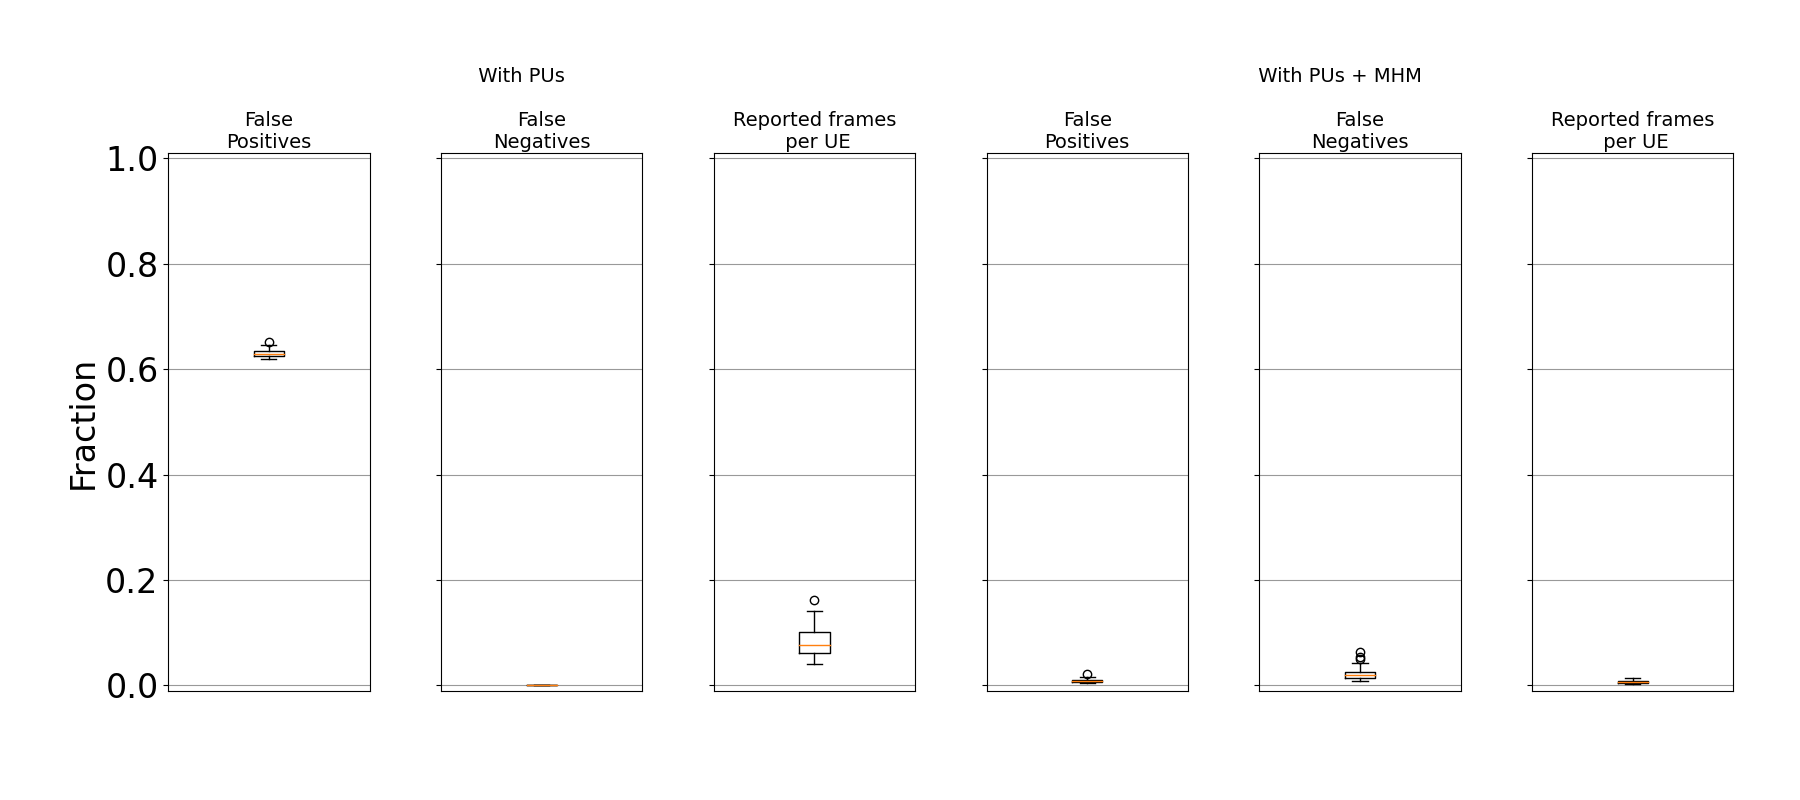 With PUs
With PUs + MHM
False
Positives
False
Negatives
Reported frames
per UE
False
Positives
False
Negatives
Reported frames
per UE
1.0
0.8
0.6
0.4
0.2
0.0
Fraction